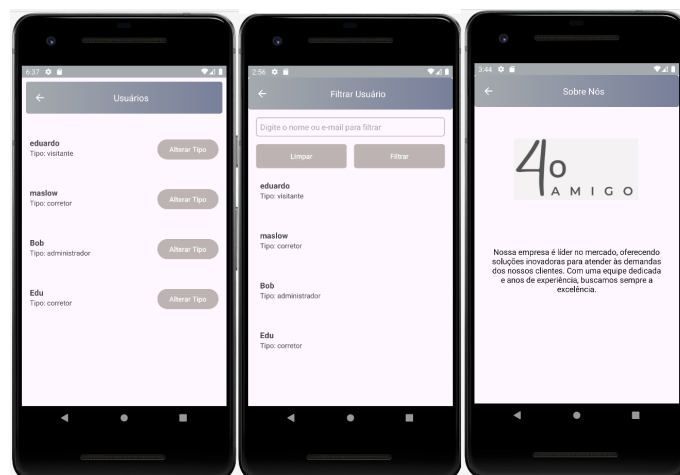 6:37
Usuários
eduardo
Tipo: visitante
Alterar Tipo
maslow
Tipo: corretor
Alterar Tipo
Bob
Tipo: administrador
Alterar Tipo
Edu
Tipo: corretor
Alterar Tipo
2:56
Filtrar Usuário
Digite o nome ou e-mail para filtrar
Limpar
Filtrar
eduardo
Tipo: visitante
maslow
Tipo: corretor
Bob
Tipo: administrador
Edu
Tipo: corretor
3:44
Sobre Nós
4o
AMIGO
Nossa empresa é líder no mercado, oferecendo
soluções inovadoras para atender às demandas
dos nossos clientes. Com uma equipe dedicada
e anos de experiência, buscamos sempre a
excelência.